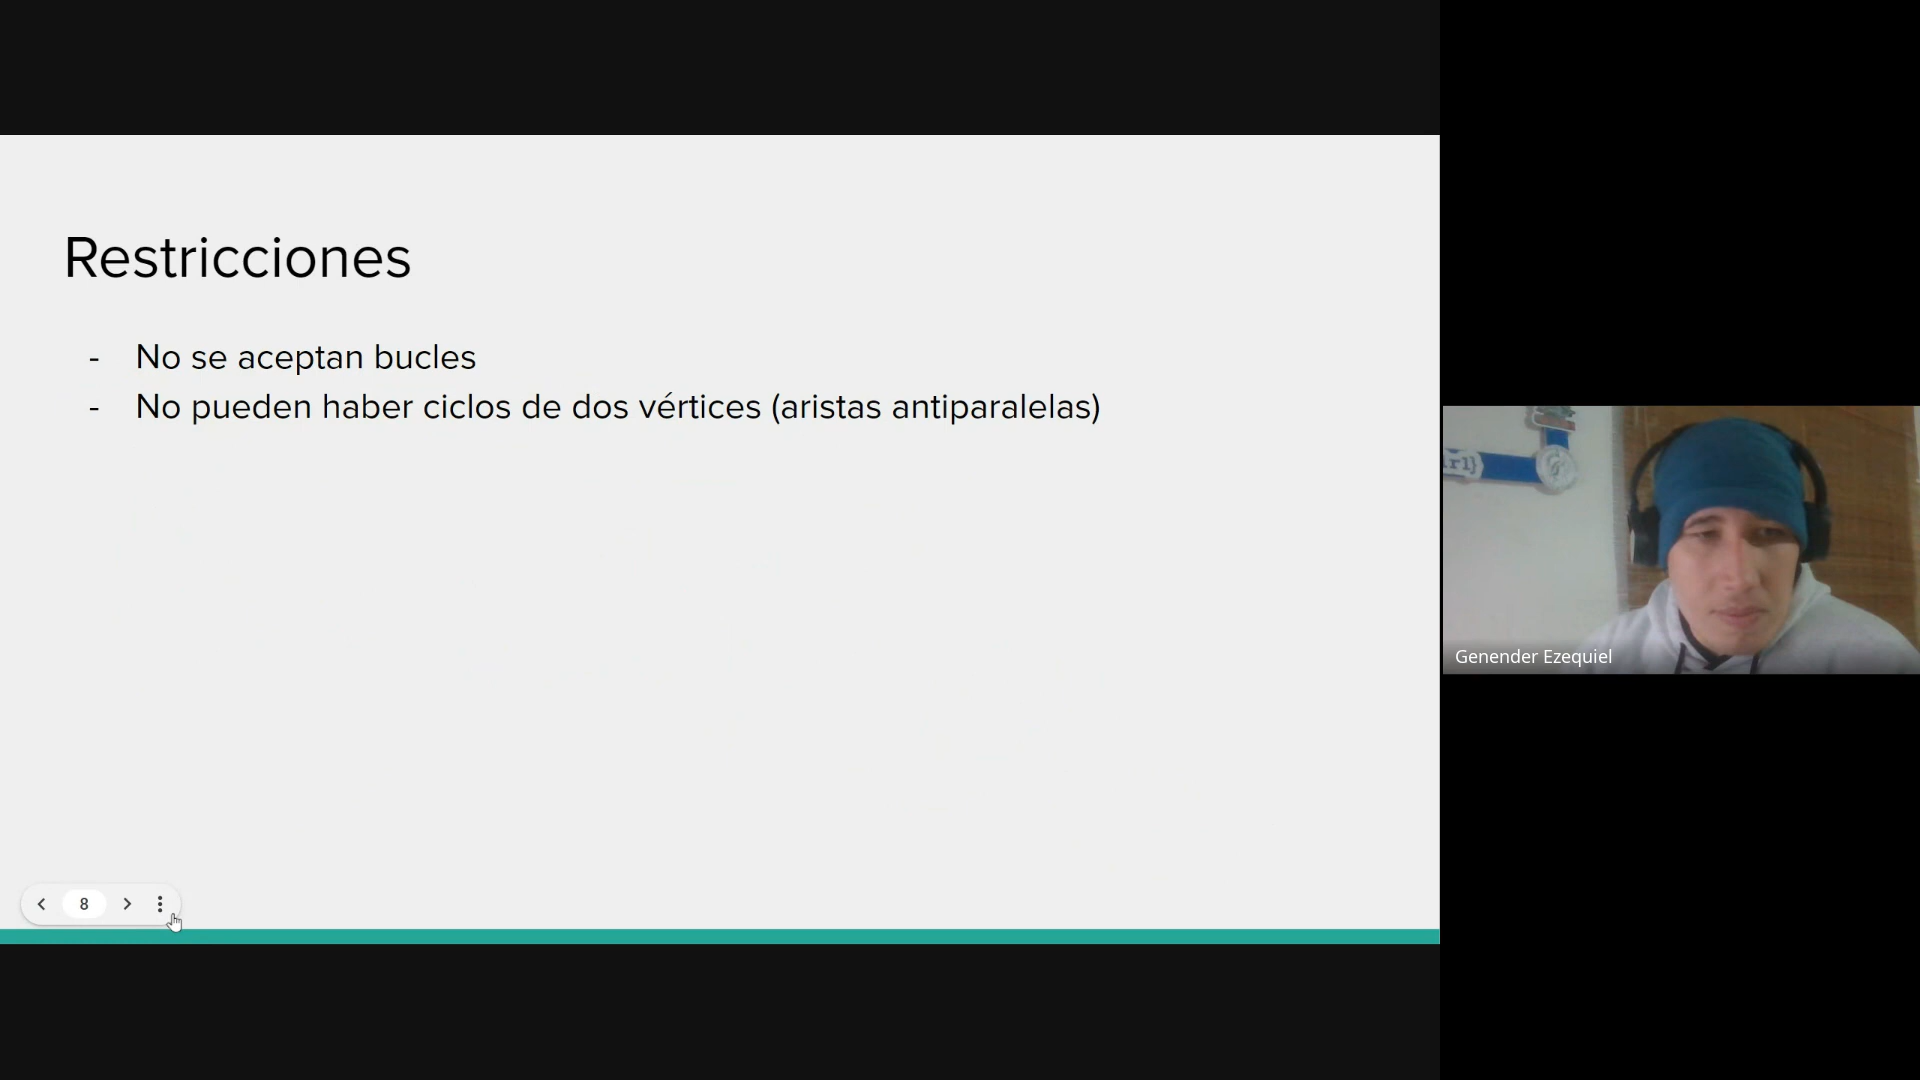 Restricciones
- No se aceptan bucles
- No pueden haber ciclos de dos vértices (aristas antiparalelas)
8
Genender Ezequiel